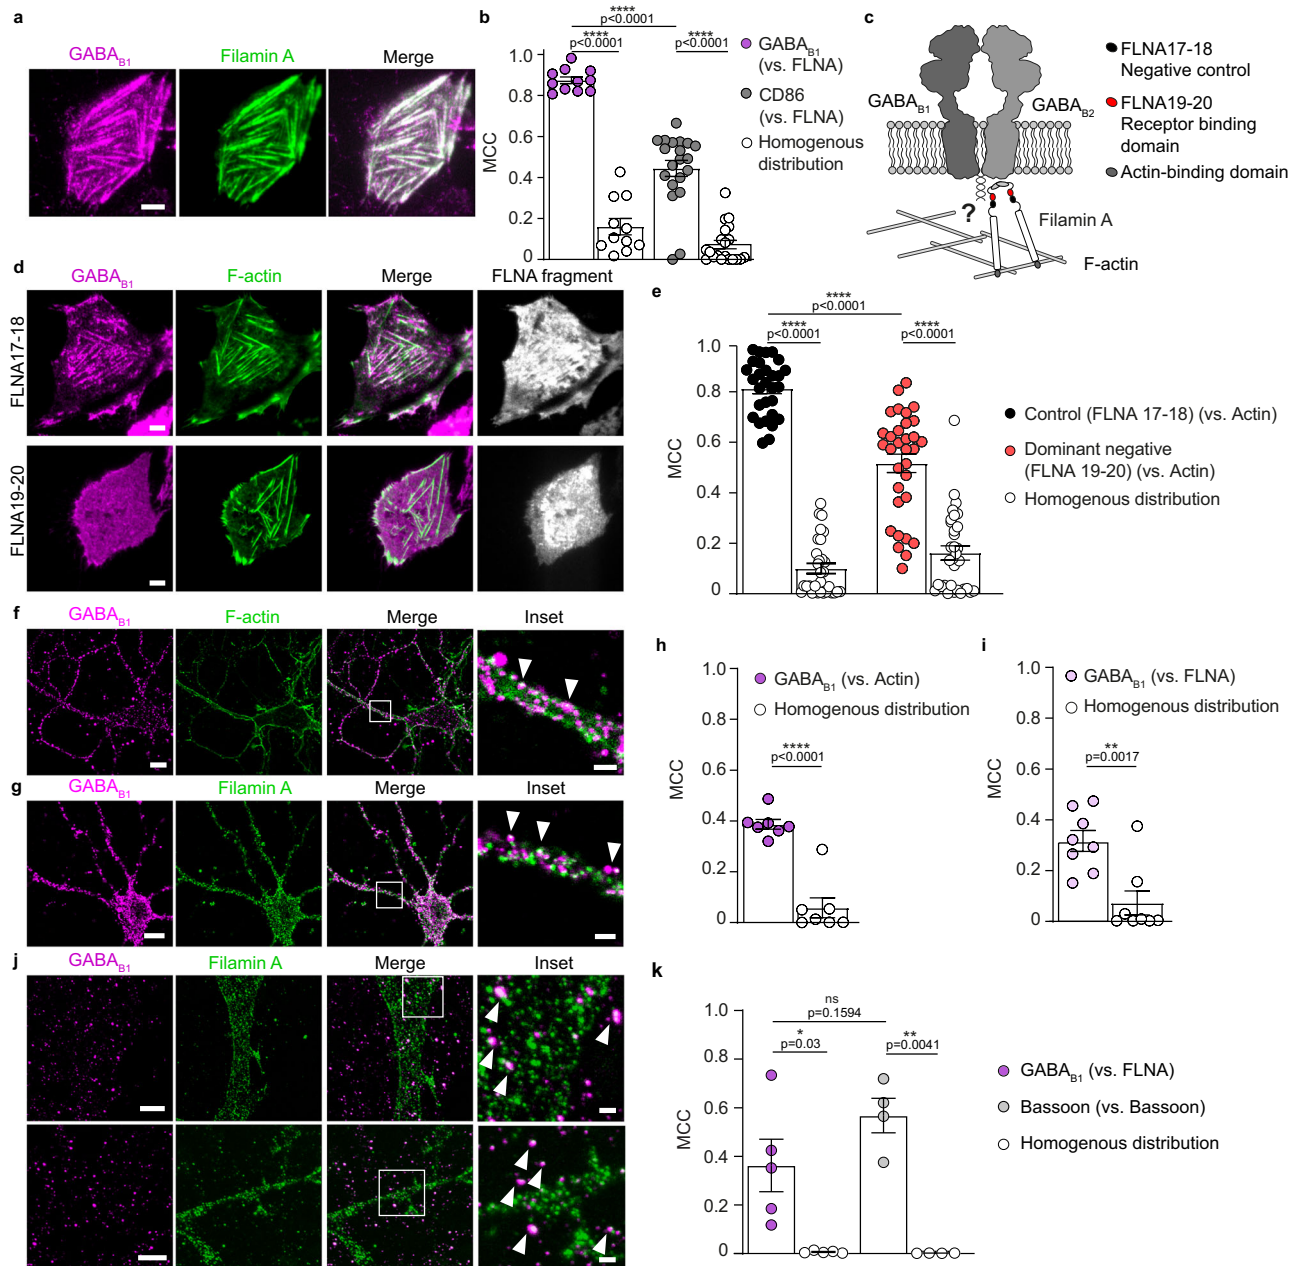 a
GABAB1
Filamin A
Merge
b
****
p<0.0001
****
p<0.0001
****
p<0.0001
MCC
1.0
0.8
0.6
0.4
0.2
0
GABAB1
(vs. FLNA)
CD86
(vs. FLNA)
Homogenous
distribution
c
GABAB1
GABAB2
?
Filamin A
F-actin
FLNA17-18
Negative control
FLNA19-20
Receptor binding
domain
Actin-binding domain
d
GABAB1
F-actin
Merge
FLNA fragment
FLNA17-18
FLNA19-20
e
****
p<0.0001
****
p<0.0001
****
p<0.0001
MCC
1.0
0.8
0.6
0.4
0.2
0
Control (FLNA 17-18) (vs. Actin)
Dominant negative
(FLNA 19-20) (vs. Actin)
Homogenous distribution
f
GABAB1
F-actin
Merge
Inset
g
GABAB1
Filamin A
Merge
Inset
h
MCC
1.0
0.8
0.6
0.4
0.2
0
GABAB1 (vs. Actin)
Homogenous distribution
****
p<0.0001
i
MCC
1.0
0.8
0.6
0.4
0.2
0
GABAB1 (vs. FLNA)
Homogenous distribution
**
p=0.0017
j
GABAB1
Filamin A
Merge
Inset
k
MCC
1.0
0.8
0.6
0.4
0.2
0
ns
p=0.1594
*
p=0.03
**
p=0.0041
GABAB1 (vs. FLNA)
Bassoon (vs. Bassoon)
Homogenous distribution